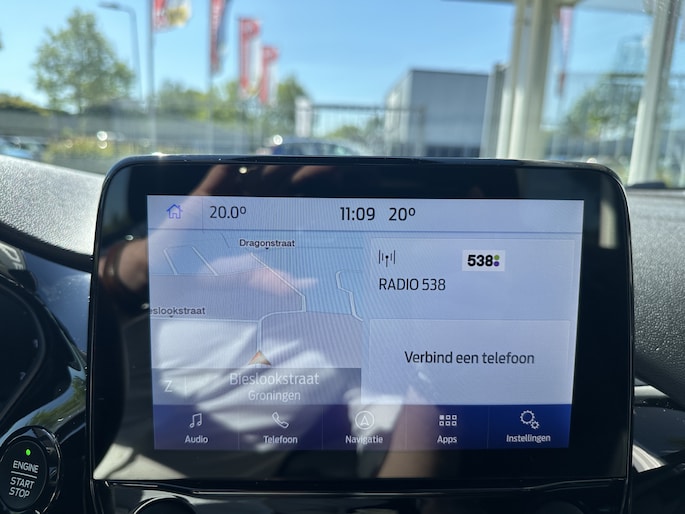 20.0°
11:09
20°
Dragonstraat
538
RADIO 538
eslookstraat
Verbind een telefoon
Z
Bieslookstraat
Groningen
Audio
Telefoon
Navigatie
Apps
Instellingen
ENGINE
START
STOP